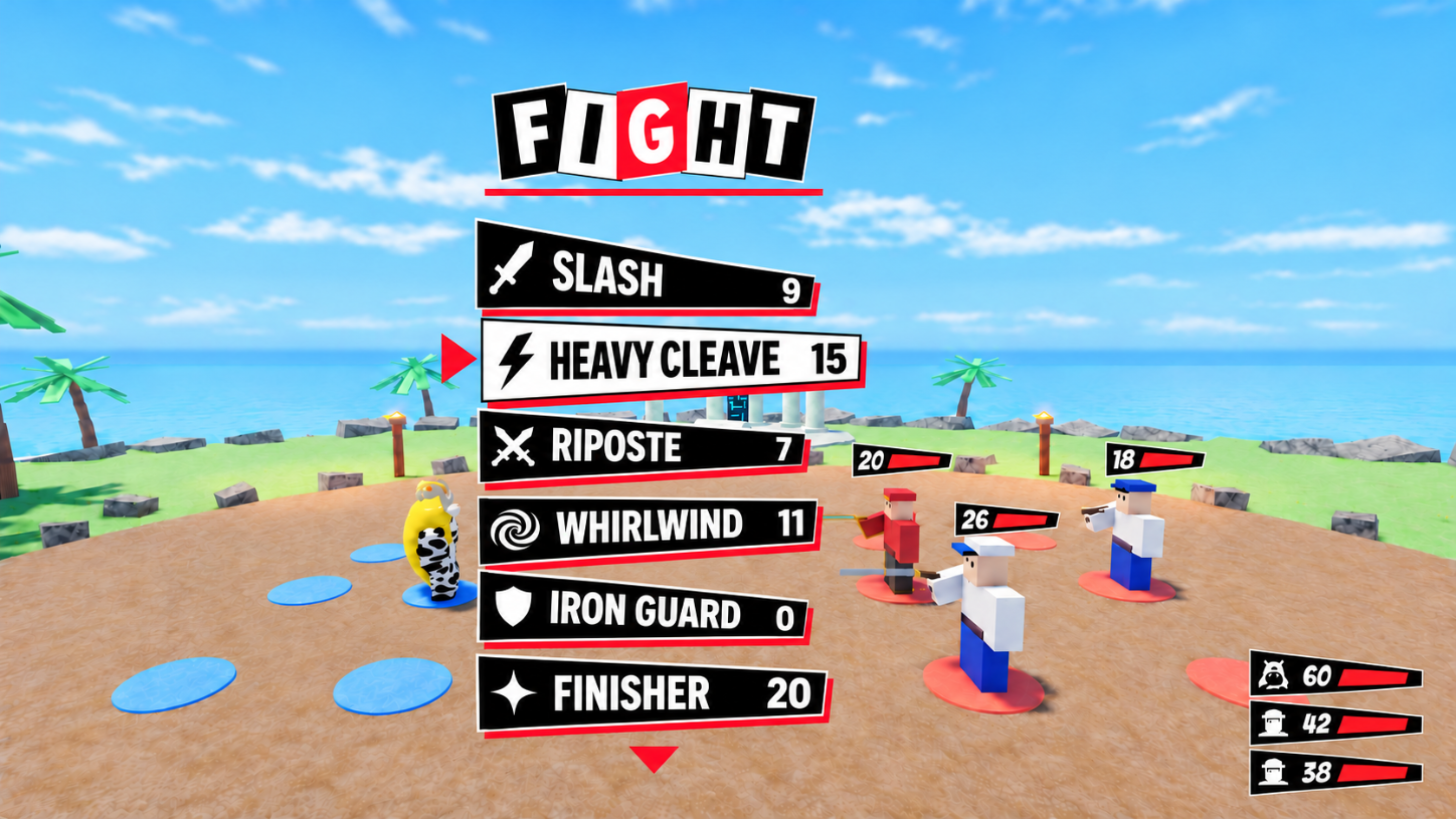 FIGHT
SLASH 9
HEAVY CLEAVE 15
RIPOSTE 7
WHIRLWIND 11
IRON GUARD 0
FINISHER 20
20
18
26
60
42
38